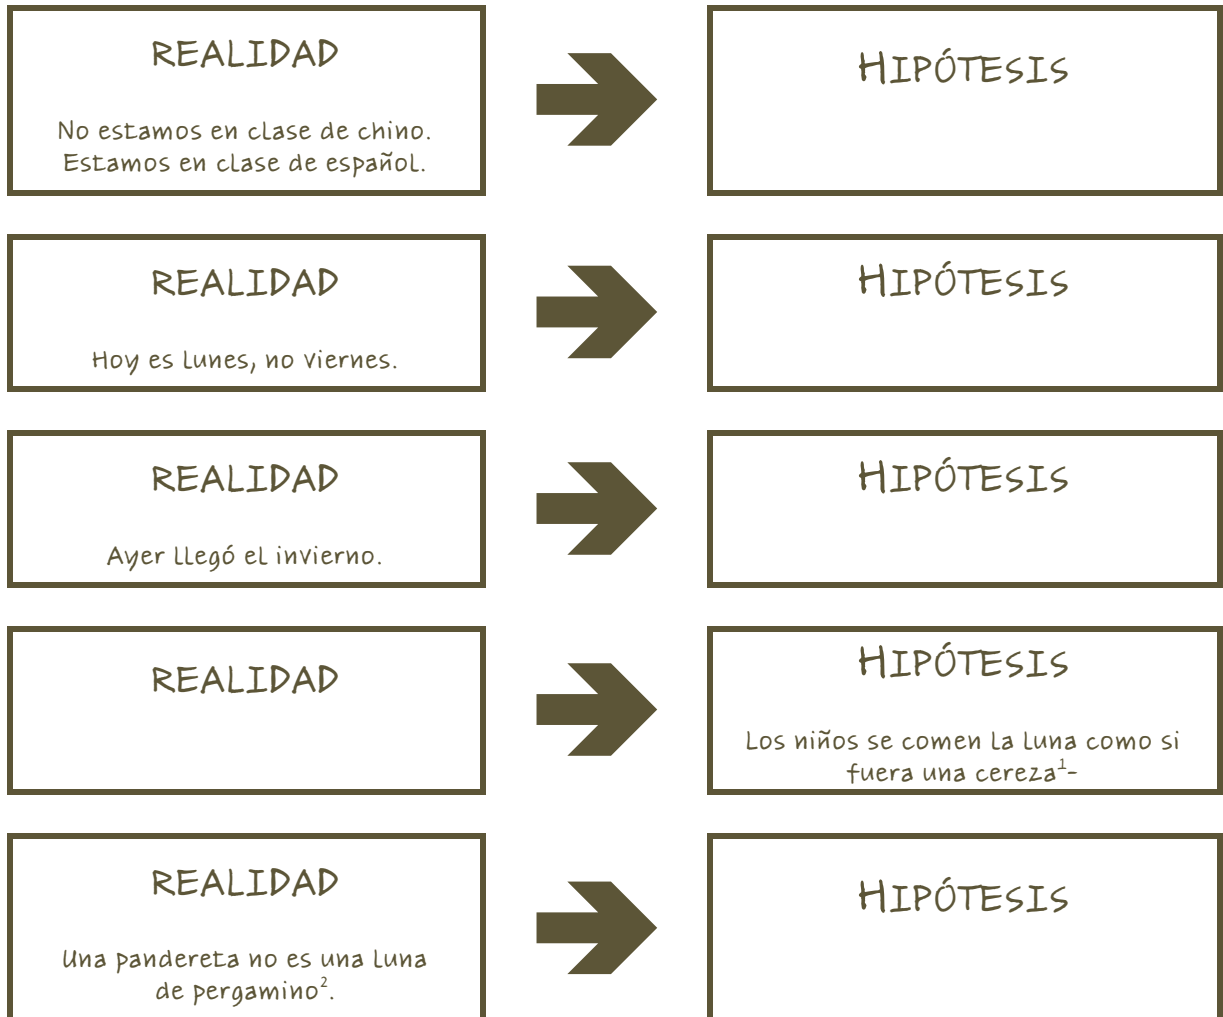 REALIDAD
No estamos en clase de chino.
Estamos en clase de español.
HIPÓTESIS
REALIDAD
Hoy es lunes, no viernes.
HIPÓTESIS
REALIDAD
Ayer llegó el invierno.
HIPÓTESIS
REALIDAD
HIPÓTESIS
Los niños se comen la luna como si
fuera una cereza¹-
REALIDAD
Una pandereta no es una luna
de pergamino².
HIPÓTESIS